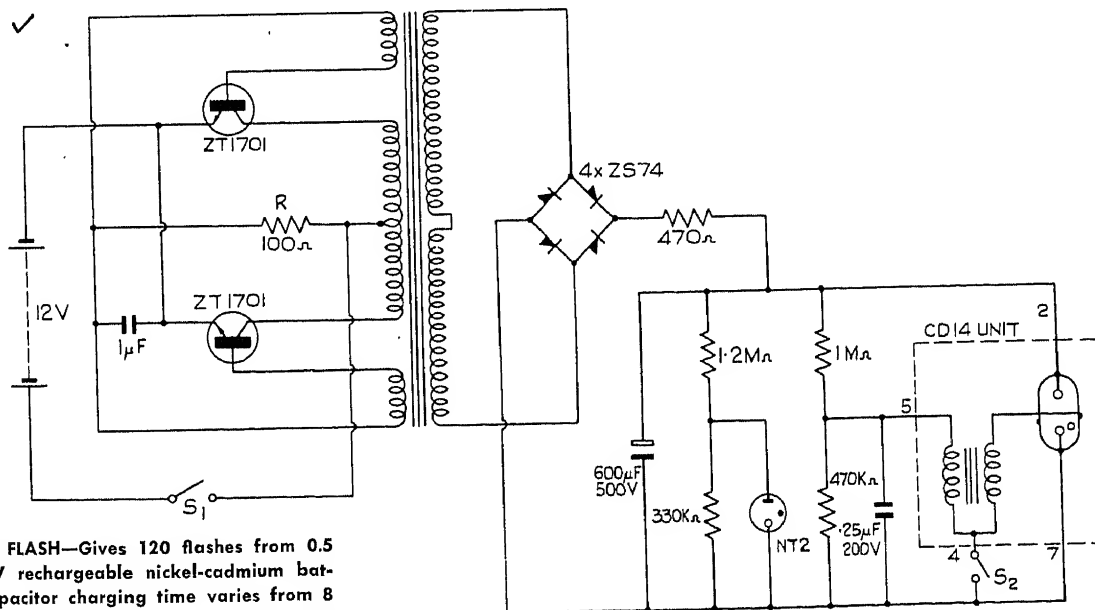 ZT1701
4x ZS74
R
100Ω
470Ω
ZT1701
12V
1µF
2
CD14 UNIT
1·2MΩ
1MΩ
5
600µF
500V
470KΩ
330KΩ
·25µF
200V
NT2
4
7
S1
S2
FLASH—Gives 120 flashes from 0.5
V rechargeable nickel-cadmium bat-
pacitor charging time varies from 8